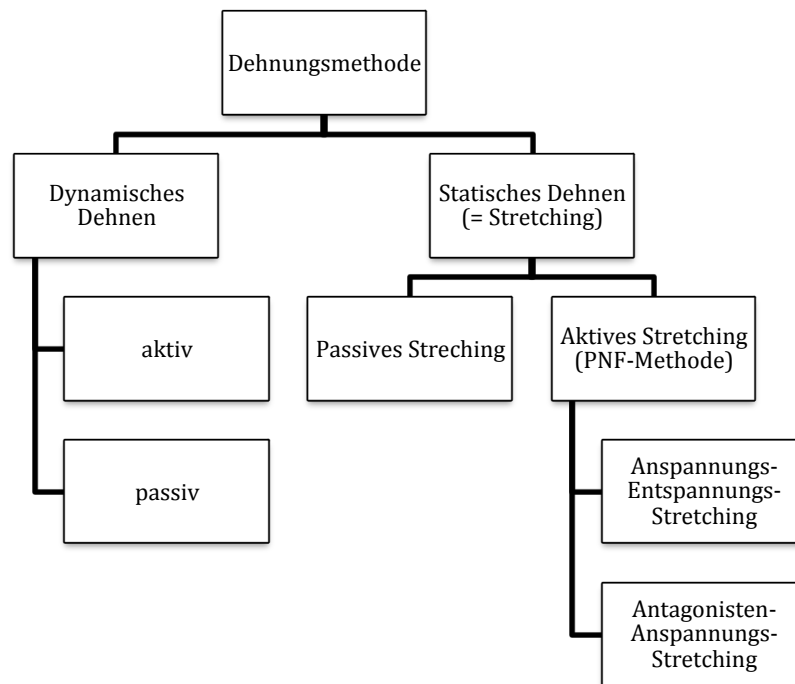 Dehnungsmethode
Dynamisches
Dehnen
Statisches Dehnen
(= Stretching)
aktiv
passiv
Passives Streching
Aktives Stretching
(PNF-Methode)
Anspannungs-
Entspannungs-
Stretching
Antagonisten-
Anspannungs-
Stretching